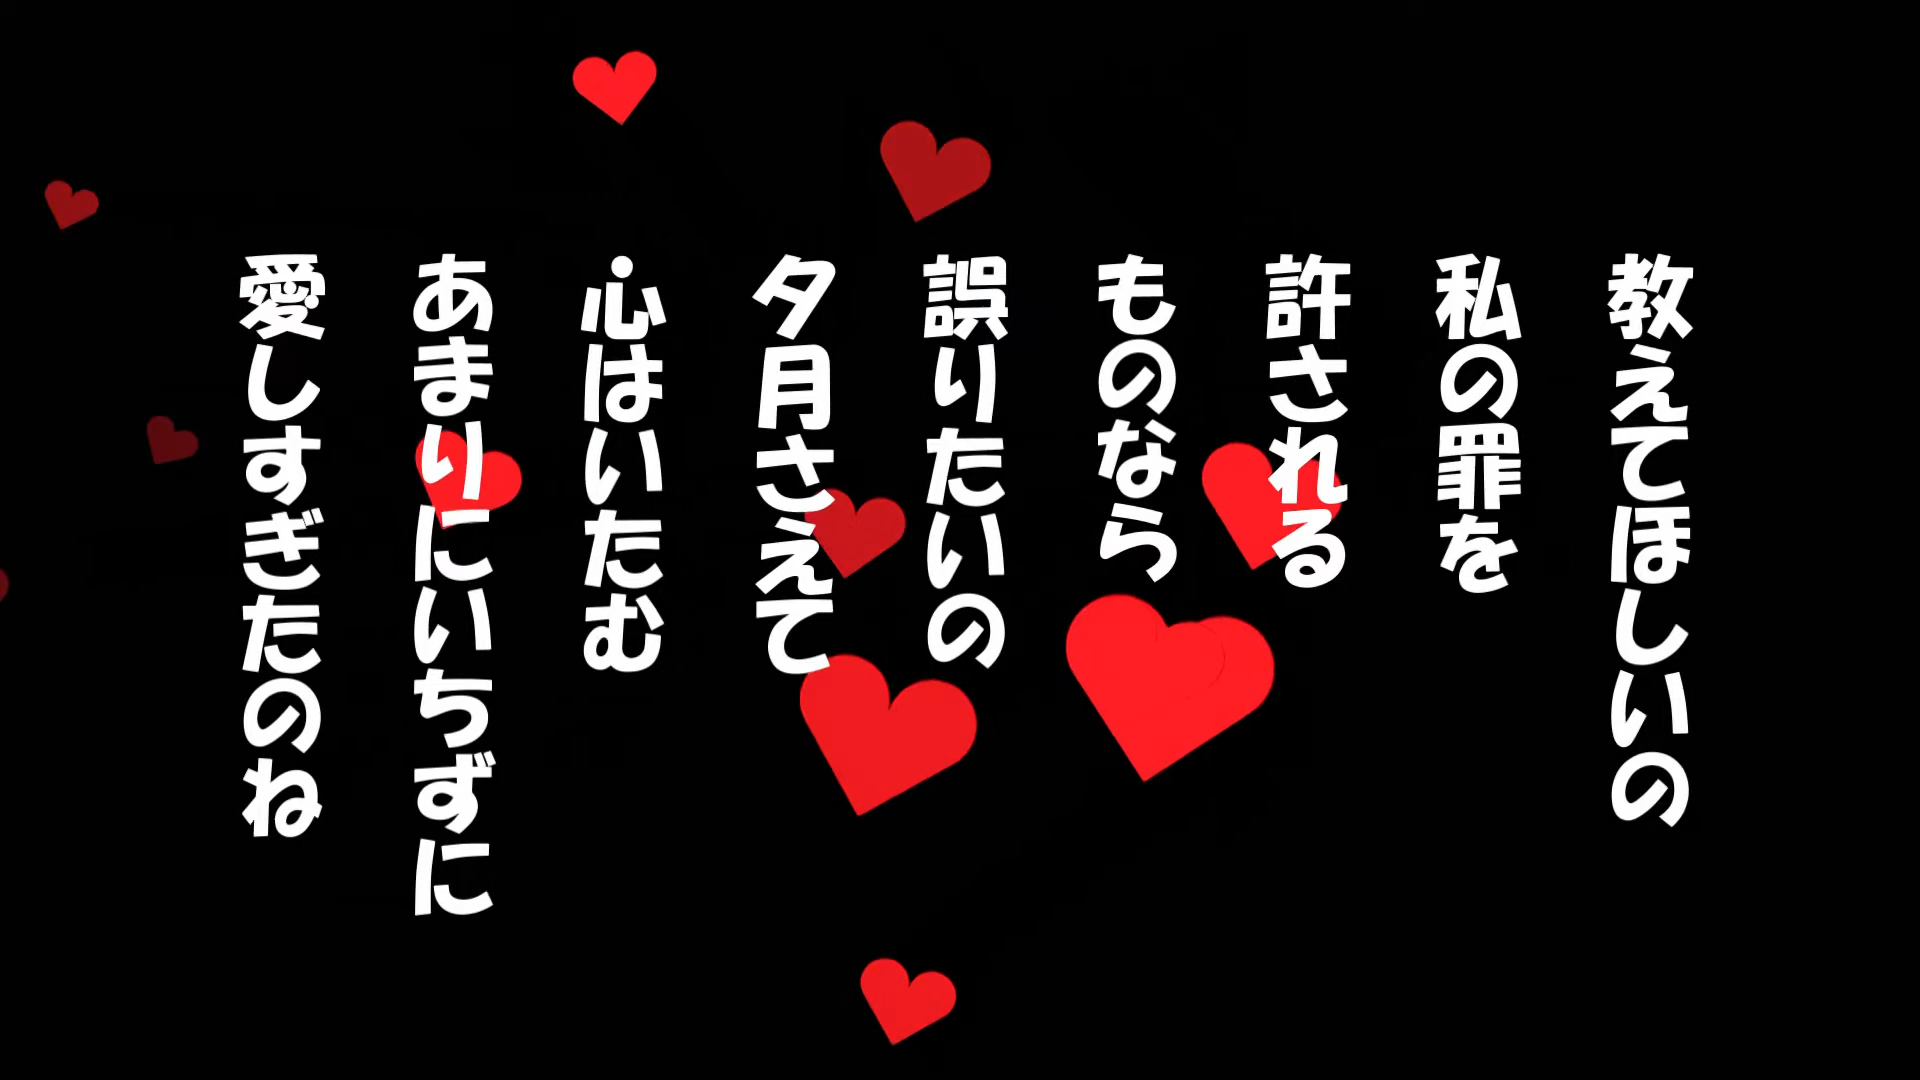 教えてほしいの
私の罪を
許される
ものなら
誤りたいの
夕月さえて
心はいたむ
あまりにいちずに
愛しすぎたのね